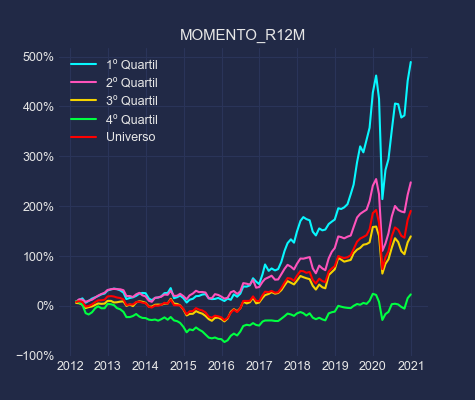 MOMENTO_R12M
500%
400%
300%
200%
100%
0%
−100%
1º Quartil
2º Quartil
3º Quartil
4º Quartil
Universo
2012 2013 2014 2015 2016 2017 2018 2019 2020 2021